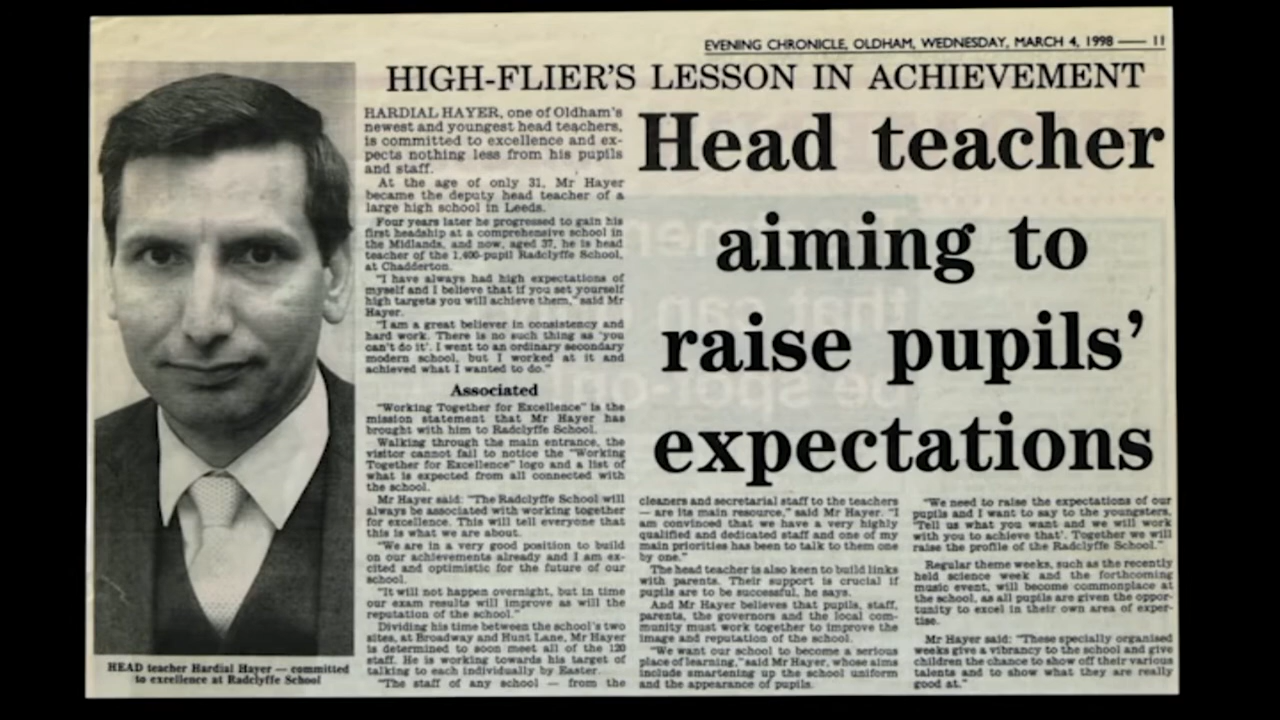 EVENING CHRONICLE, OLDHAM, WEDNESDAY, MARCH 4, 1998 — 11
HIGH-FLIER'S LESSON IN ACHIEVEMENT
Head teacher
aiming to
raise pupils'
expectations
HARDIAL HAYER, one of Oldham's
newest and youngest head teachers,
is committed to excellence and ex-
pects nothing less from his pupils
and staff.
At the age of only 31, Mr Hayer
became the deputy head teacher of a
large high school in Leeds.
Four years later he progressed to gain his
first headship at a comprehensive school in
the Midlands, and now, aged 37, he is head
teacher of the 1,400-pupil Radclyffe School,
at Chadderton.
"I have always had high expectations of
myself and I believe that if you set yourself
high targets you will achieve them," said Mr
Hayer.
"I am a great believer in consistency and
hard work. There is no such thing as 'you
can't do it'. I went to an ordinary secondary
modern school, but I worked at it and
achieved what I wanted to do."
Associated
"Working Together for Excellence" is the
mission statement that Mr Hayer has
brought with him to Radclyffe School.
Walking through the main entrance, the
visitor cannot fail to notice the "Working
Together for Excellence" logo and a list of
what is expected from all connected with
the school.
Mr Hayer said: "The Radclyffe School will
always be associated with working together
for excellence. This will tell everyone that
this is what we are about.
"We are in a very good position to build
on our achievements already and I am ex-
cited and optimistic for the future of our
school.
"It will not happen overnight, but in time
our exam results will improve as will the
reputation of the school."
Dividing his time between the school's two
sites, at Broadway and Hunt Lane, Mr Hayer
is determined to soon meet all of the 120
staff. He is working towards his target of
talking to each individually by Easter.
"The staff of any school — from the
cleaners and secretarial staff to the teachers
— are its main resource," said Mr Hayer. "I
am convinced that we have a very highly
qualified and dedicated staff and one of my
main priorities has been to talk to them one
by one."
The head teacher is also keen to build links
with parents. Their support is crucial if
pupils are to be successful, he says.
And Mr Hayer believes that pupils, staff,
parents, the governors and the local com-
munity must work together to improve the
image and reputation of the school.
"We want our school to become a serious
place of learning," said Mr Hayer, whose aims
include smartening up the school uniform
and the appearance of pupils.
"We need to raise the expectations of our
pupils and I want to say to the youngsters,
'Tell us what you want and we will work
with you to achieve that'. Together we will
raise the profile of the Radclyffe School."
Regular theme weeks, such as the recently
held science week and the forthcoming
music event, will become commonplace at
the school, as all pupils are given the oppor-
tunity to excel in their own area of exper-
tise.
Mr Hayer said: "These specially organised
weeks give a vibrancy to the school and give
children the chance to show off their various
talents and to show what they are really
good at."
HEAD teacher Hardial Hayer — committed
to excellence at Radclyffe School